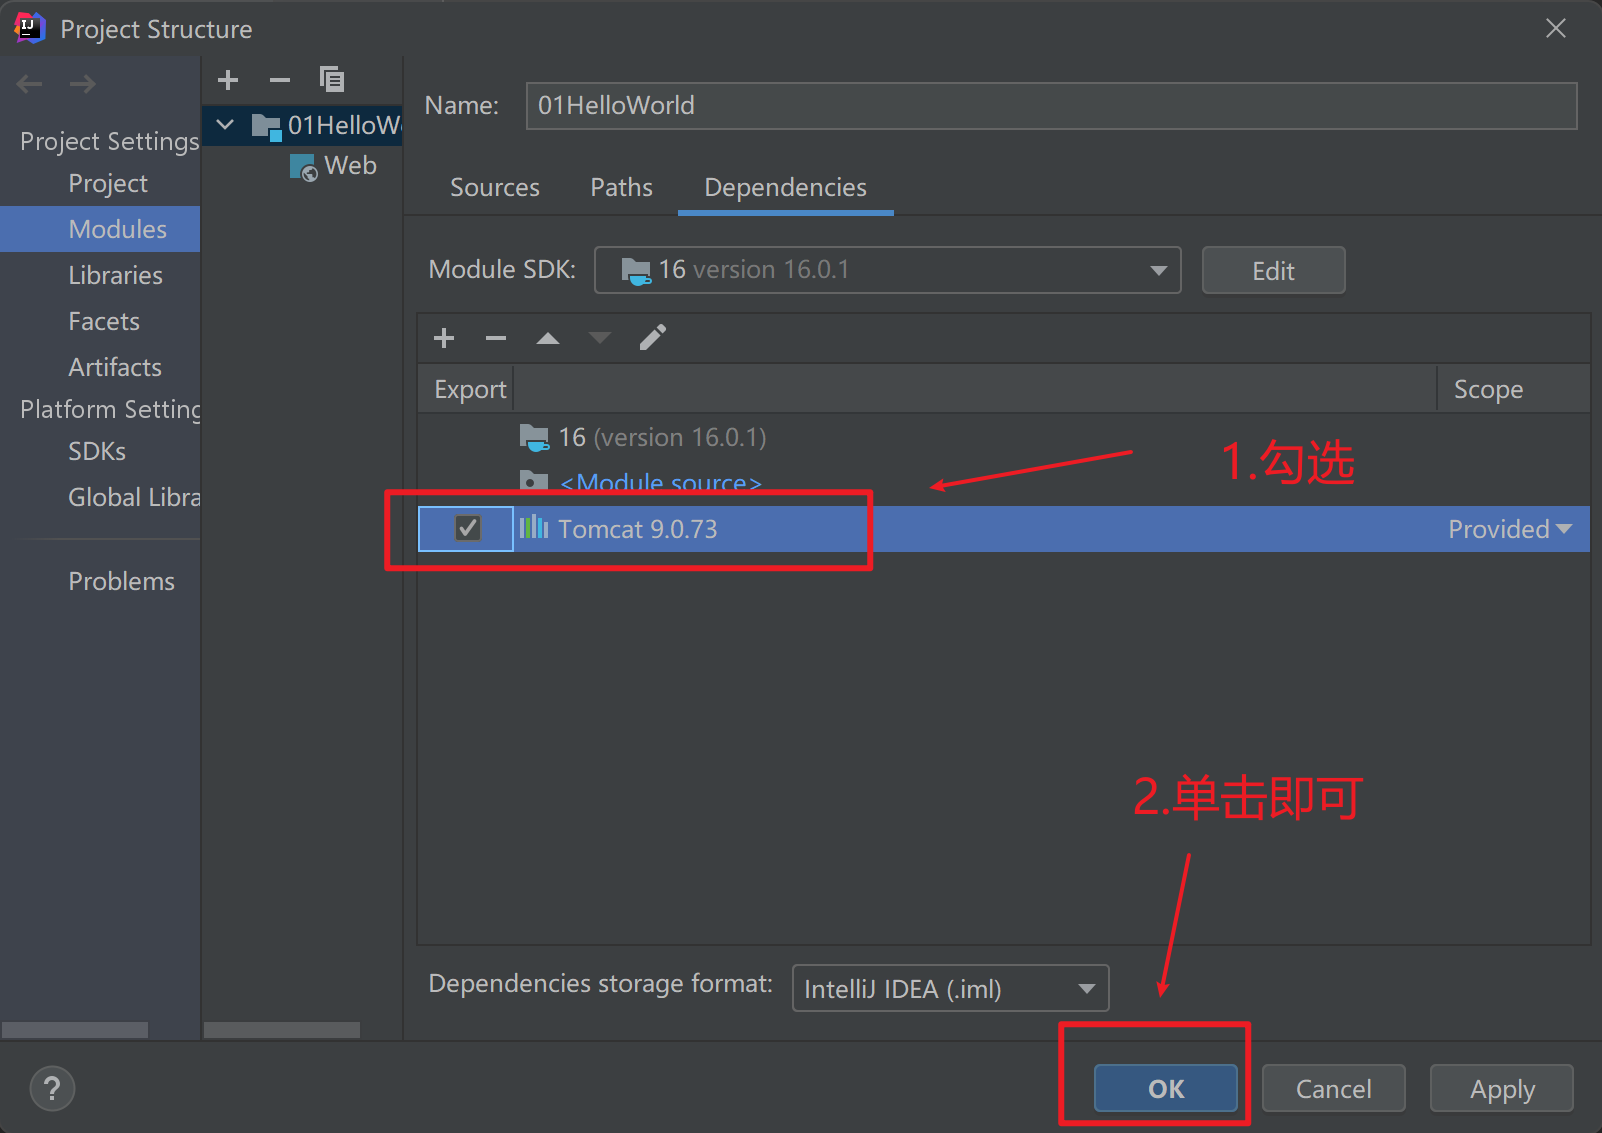 Project Structure
Project Settings
Project
Modules
Libraries
Facets
Artifacts
Platform Setting
SDKs
Global Libra
Problems
01HelloW
Web
Name: 01HelloWorld
Sources Paths Dependencies
Module SDK: 16 version 16.0.1 Edit
Export Scope
16 (version 16.0.1)
<Module source>
Tomcat 9.0.73 Provided
1.勾选
2.单击即可
Dependencies storage format: IntelliJ IDEA (.iml)
? OK Cancel Apply